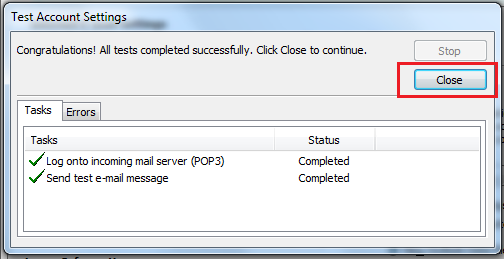 Test Account Settings
Congratulations! All tests completed successfully. Click Close to continue.
Stop
Close
Tasks Errors
Tasks Status
Log onto incoming mail server (POP3) Completed
Send test e-mail message Completed